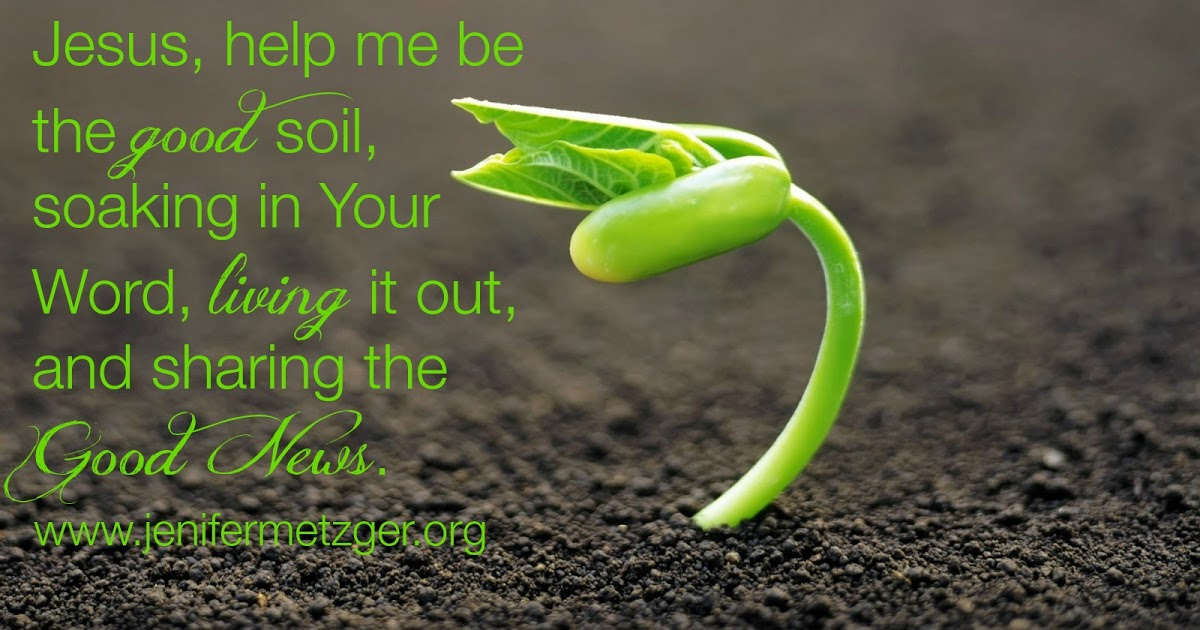 Jesus, help me be
the good soil,
soaking in Your
Word, living it out,
and sharing the
Good News.
www.jenifermetzger.org